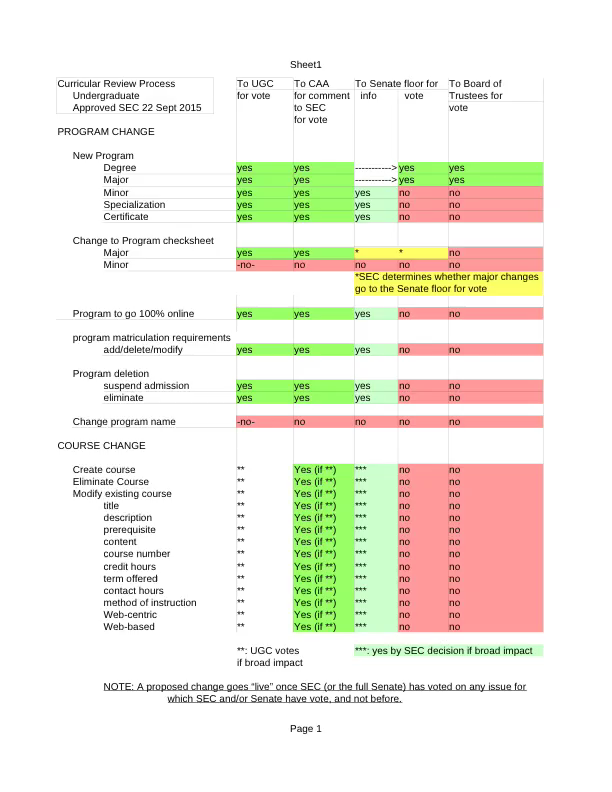 Sheet1
Curricular Review Process To UGC To CAA To Senate floor for To Board of
Undergraduate for vote for comment info vote Trustees for
Approved SEC 22 Sept 2015 to SEC vote
for vote
PROGRAM CHANGE
New Program
Degree yes yes -----------> yes yes
Major yes yes -----------> yes yes
Minor yes yes yes no no
Specialization yes yes yes no no
Certificate yes yes yes no no
Change to Program checksheet
Major yes yes * * no
Minor -no- no no no no
*SEC determines whether major changes
go to the Senate floor for vote
Program to go 100% online yes yes yes no no
program matriculation requirements
add/delete/modify yes yes yes no no
Program deletion
suspend admission yes yes yes no no
eliminate yes yes yes no no
Change program name -no- no no no no
COURSE CHANGE
Create course ** Yes (if **) *** no no
Eliminate Course ** Yes (if **) *** no no
Modify existing course ** Yes (if **) *** no no
title ** Yes (if **) *** no no
description ** Yes (if **) *** no no
prerequisite ** Yes (if **) *** no no
content ** Yes (if **) *** no no
course number ** Yes (if **) *** no no
credit hours ** Yes (if **) *** no no
term offered ** Yes (if **) *** no no
contact hours ** Yes (if **) *** no no
method of instruction ** Yes (if **) *** no no
Web-centric ** Yes (if **) *** no no
Web-based ** Yes (if **) *** no no
**: UGC votes ***: yes by SEC decision if broad impact
if broad impact
NOTE: A proposed change goes “live” once SEC (or the full Senate) has voted on any issue for
which SEC and/or Senate have vote, and not before.
Page 1